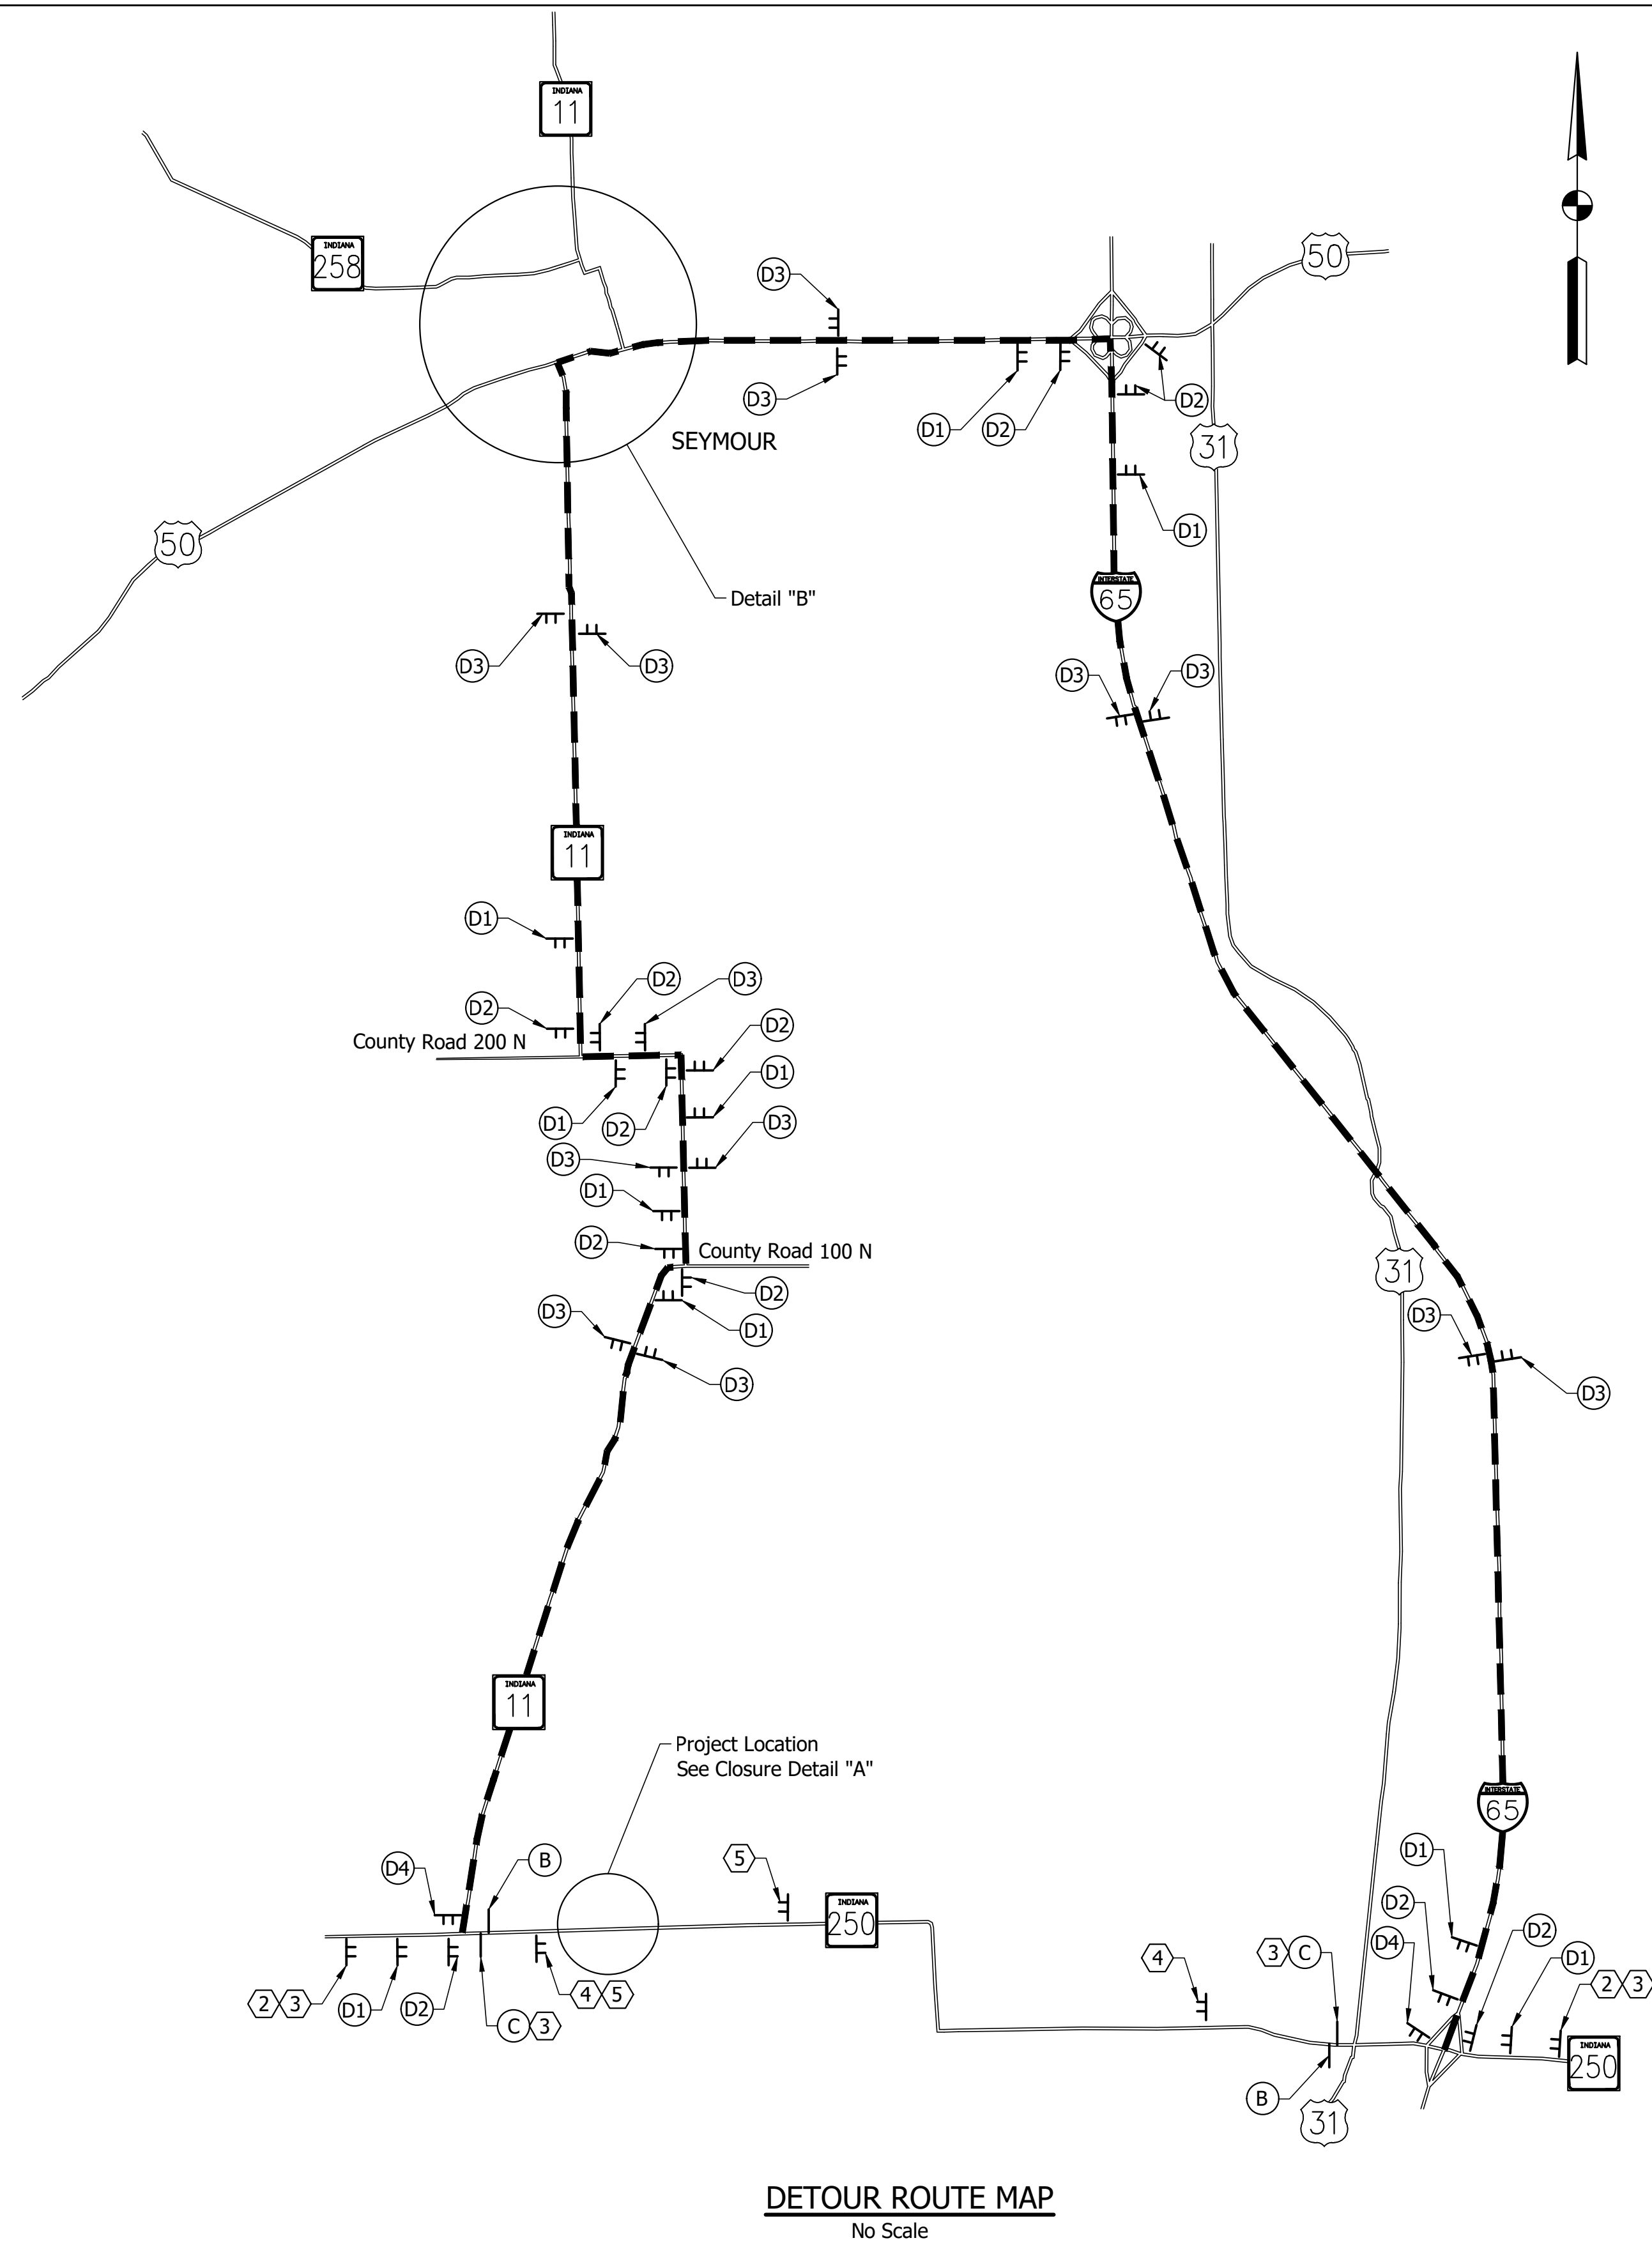 INDIANA
11
INDIANA
258
50
D3
D3
D1
D2
D2
SEYMOUR
31
50
D1
Detail "B"
INTERSTATE
65
D3
D3
D3
D3
INDIANA
11
D1
D2
D3
D2
D2
County Road 200 N
D1
D1
D2
D3
D3
D1
D2
County Road 100 N
31
D2
D3
D1
D3
D3
D3
INDIANA
11
Project Location
See Closure Detail "A"
INTERSTATE
65
D1
D4
B
5
D2
INDIANA
250
D2
D4
3 C
4
D1
2 3
2 3
D1
D2
4 5
C 3
INDIANA
250
B
31
DETOUR ROUTE MAP
No Scale